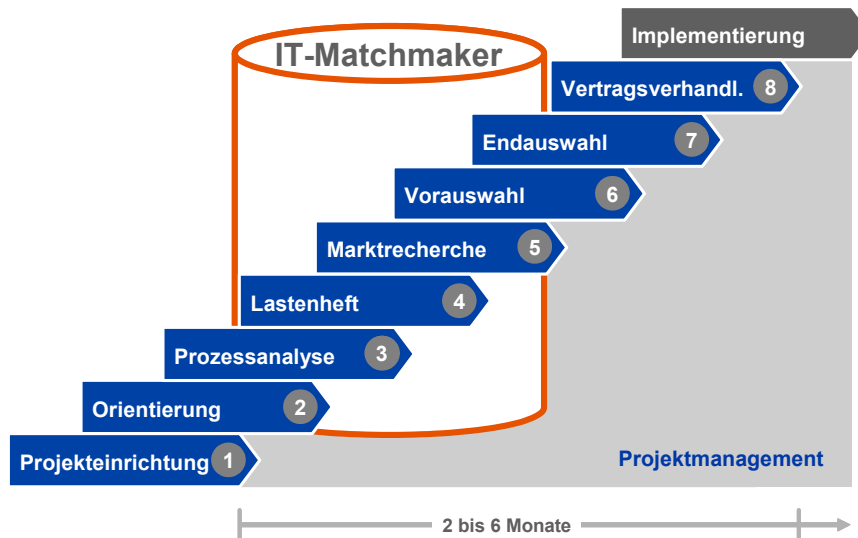 Implementierung
IT-Matchmaker
Vertragsverhandl. 8
Endauswahl 7
Vorauswahl 6
Marktrecherche 5
Lastenheft 4
Prozessanalyse 3
Orientierung 2
Projekteinrichtung 1
Projektmanagement
2 bis 6 Monate